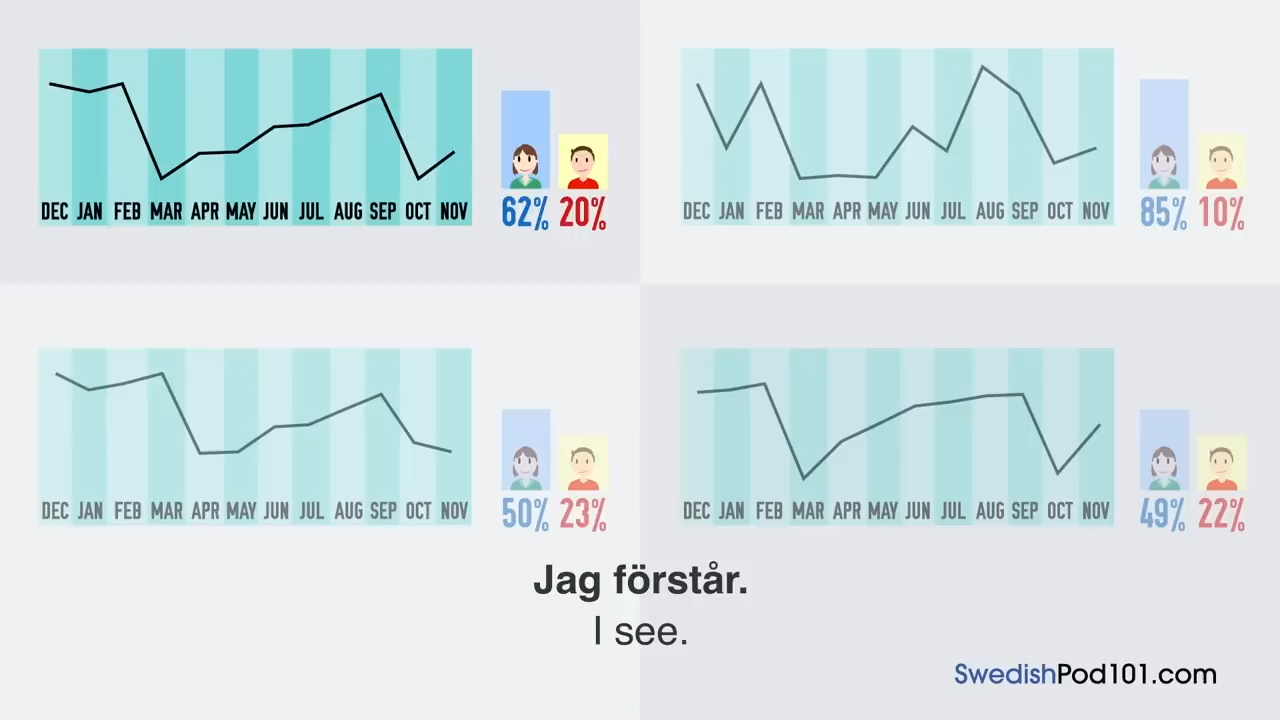 DEC JAN FEB MAR APR MAY JUN JUL AUG SEP OCT NOV
62% 20%
DEC JAN FEB MAR APR MAY JUN JUL AUG SEP OCT NOV
85% 10%
DEC JAN FEB MAR APR MAY JUN JUL AUG SEP OCT NOV
50% 23%
DEC JAN FEB MAR APR MAY JUN JUL AUG SEP OCT NOV
49% 22%
Jag förstår.
I see.
SwedishPod101.com